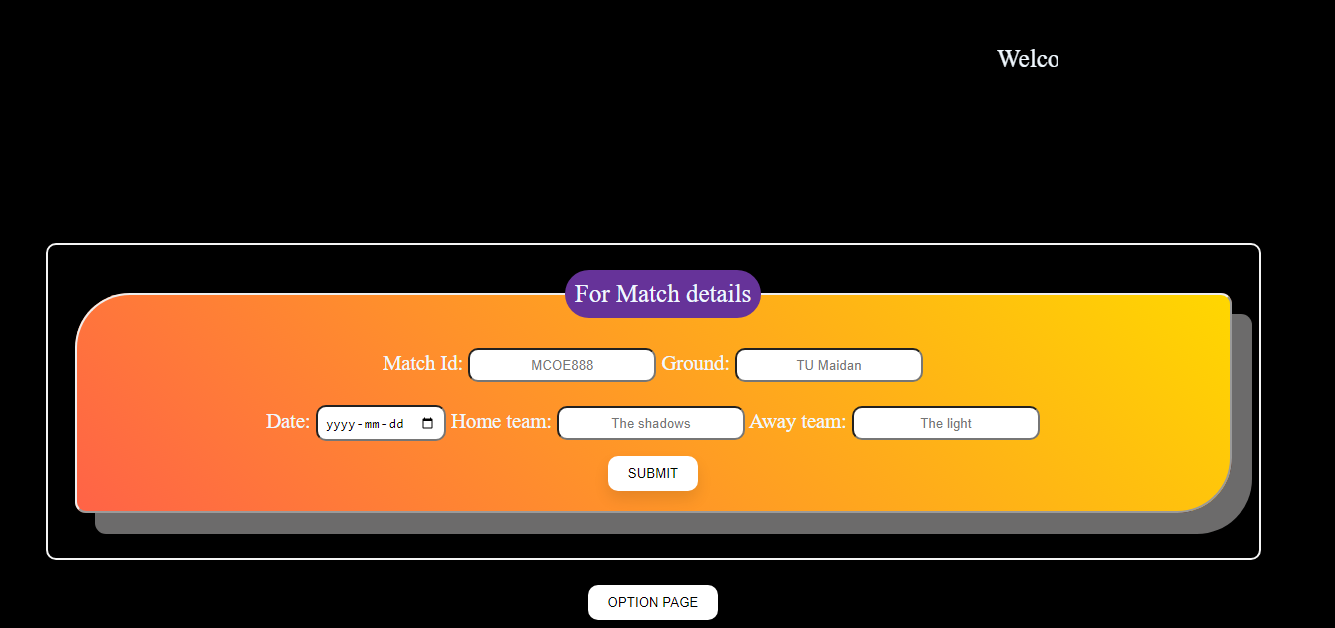 Welco
For Match details
Match Id: MCOE888 Ground: TU Maidan
Date: yyyy-mm-dd Home team: The shadows Away team: The light
SUBMIT
OPTION PAGE